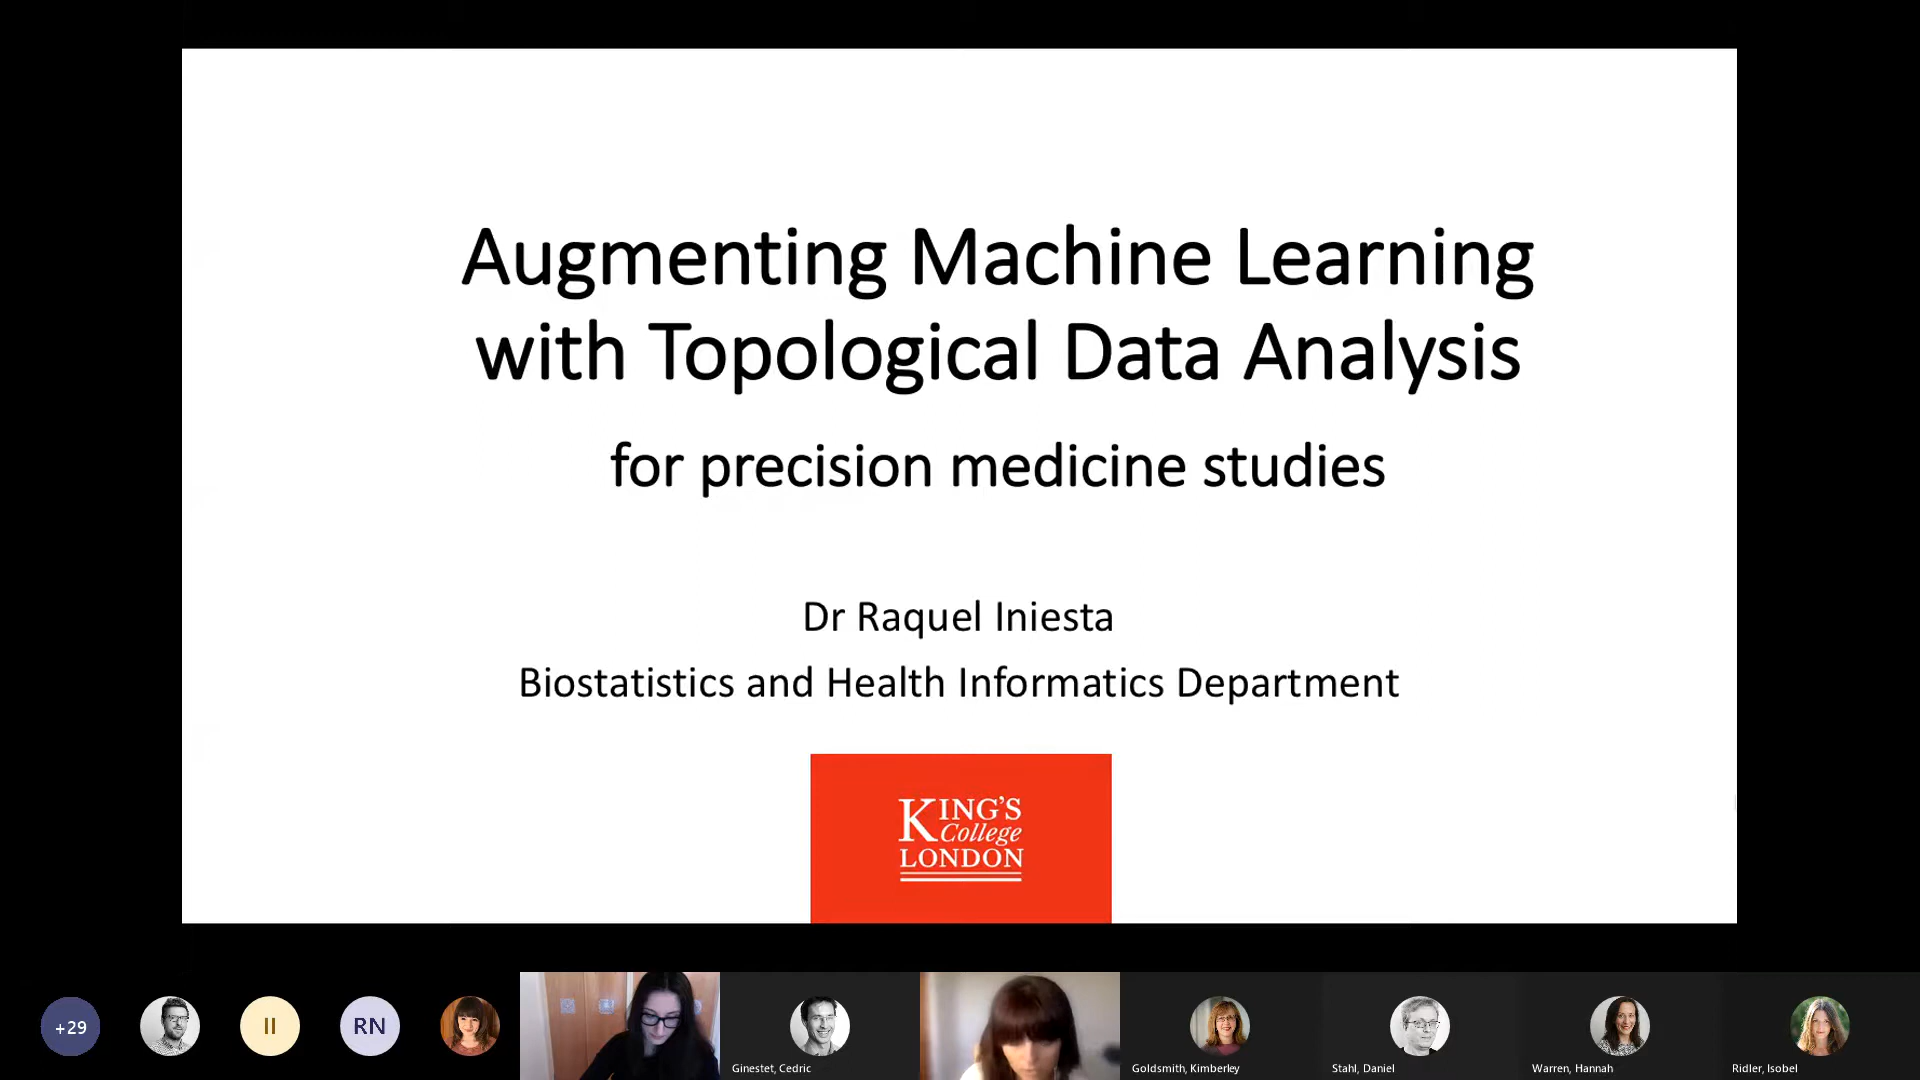 Augmenting Machine Learning
with Topological Data Analysis
for precision medicine studies
Dr Raquel Iniesta
Biostatistics and Health Informatics Department
KING'S
College
LONDON
+29
II
RN
Ginestet, Cedric
Goldsmith, Kimberley
Stahl, Daniel
Warren, Hannah
Ridler, Isobel